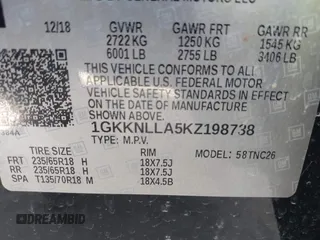 MOTORS LLC
12/18 GVWR GAWR FRT GAWR RR
2722 KG 1250 KG 1545 KG
6001 LB 2755 LB 3406 LB
THIS VEHICLE CONFORMS TO ALL APPLICABLE
U.S. FEDERAL MOTOR
VEHICLE SAFETY
STANDARDS IN EFFECT ON THE DATE OF
MANUFACTURE SHOWN ABOVE.
1GKKNLLA5KZ198738
TYPE: M.P.V. MODEL: 58TNC26
TIRE SIZE RIM
FRT 235/65R18 H 18X7.5J
RR 235/65R18 H 18X7.5J
SPA T135/70R18 M 18X4.5B
DREAMBID